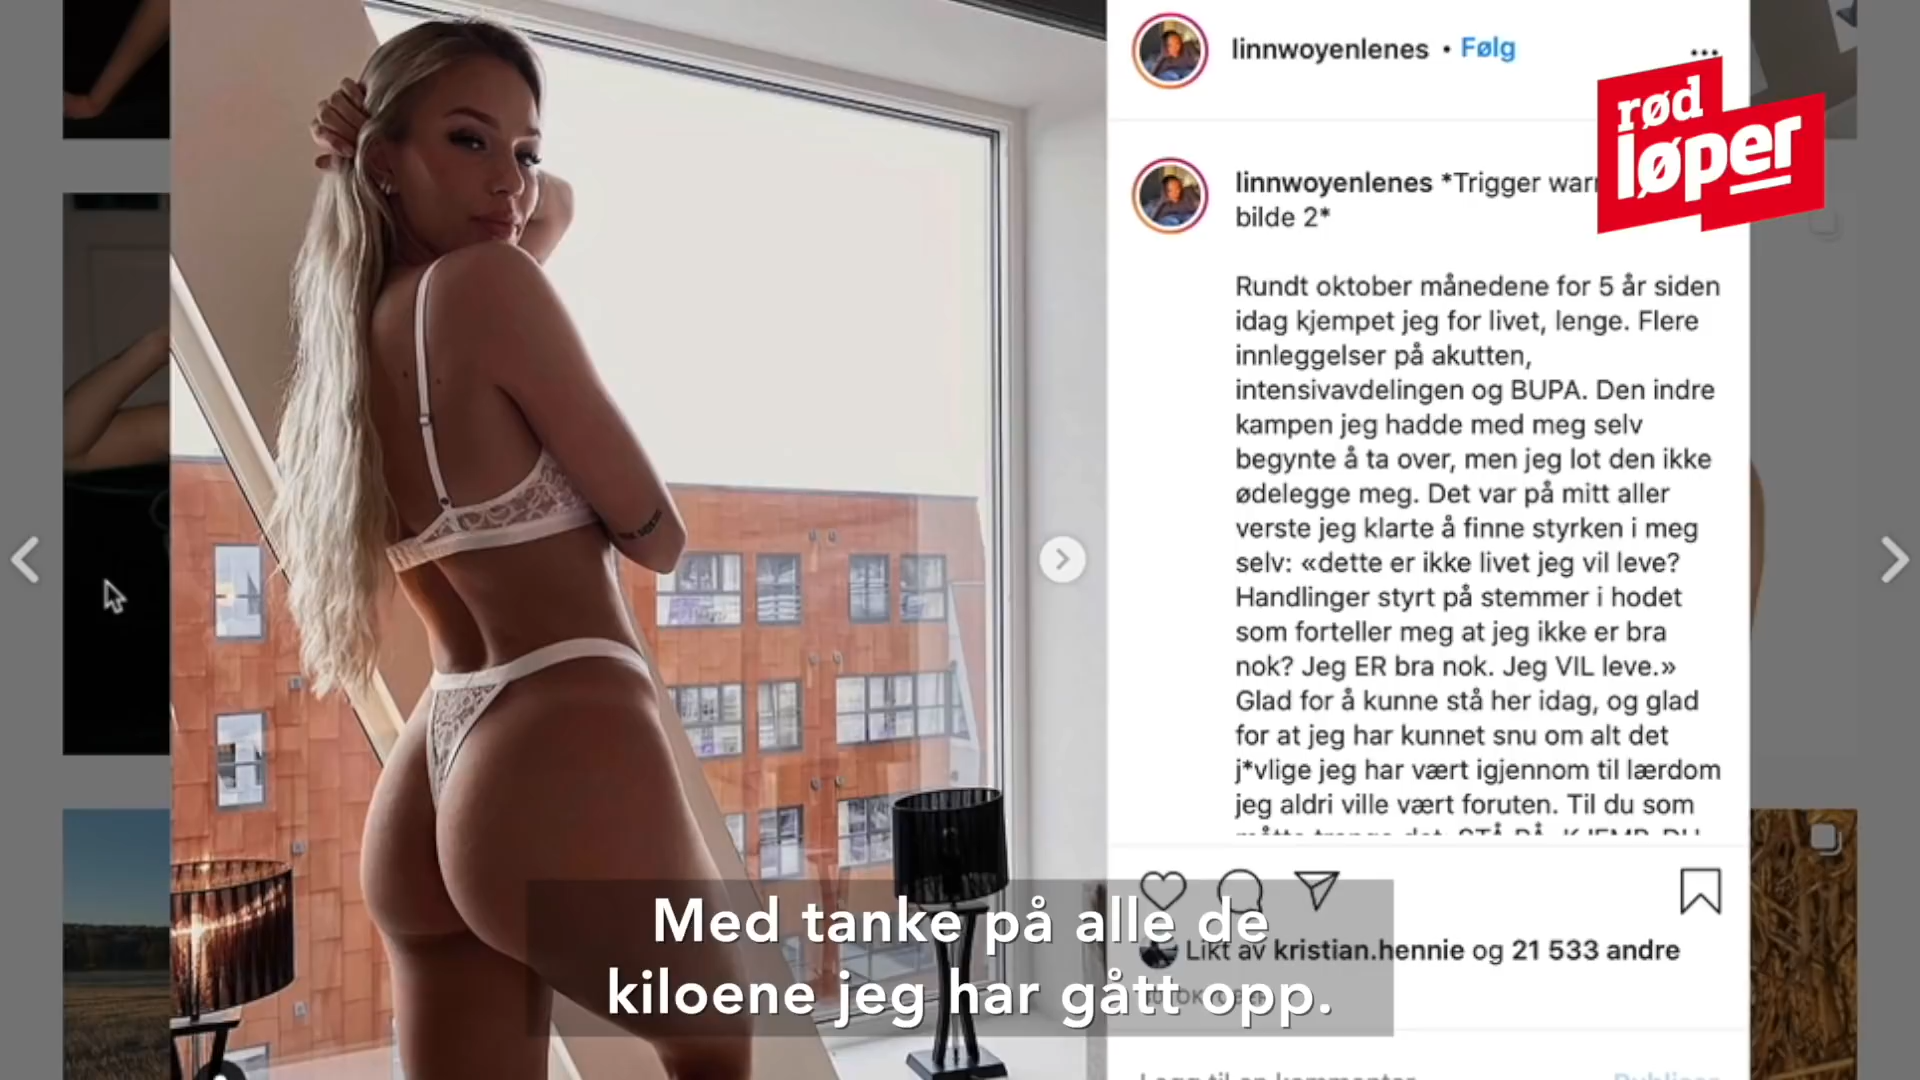 linnwoyenlenes • Følg
rød
løper
linnwoyenlenes *Trigger
bilde 2*
Rundt oktober månedene for 5 år siden
idag kjempet jeg for livet, lenge. Flere
innleggelser på akutten,
intensivavdelingen og BUPA. Den indre
kampen jeg hadde med meg selv
begynte å ta over, men jeg lot den ikke
ødelegge meg. Det var på mitt aller
verste jeg klarte å finne styrken i meg
selv: «dette er ikke livet jeg vil leve?
Handlinger styrt på stemmer i hodet
som forteller meg at jeg ikke er bra
nok? Jeg ER bra nok. Jeg VIL leve.»
Glad for å kunne stå her idag, og glad
for at jeg har kunnet snu om alt det
j*vlige jeg har vært igjennom til lærdom
jeg aldri ville vært foruten. Til du som
Likt av kristian.hennie og 21 533 andre
Med tanke på alle de
kiloene jeg har gått opp.